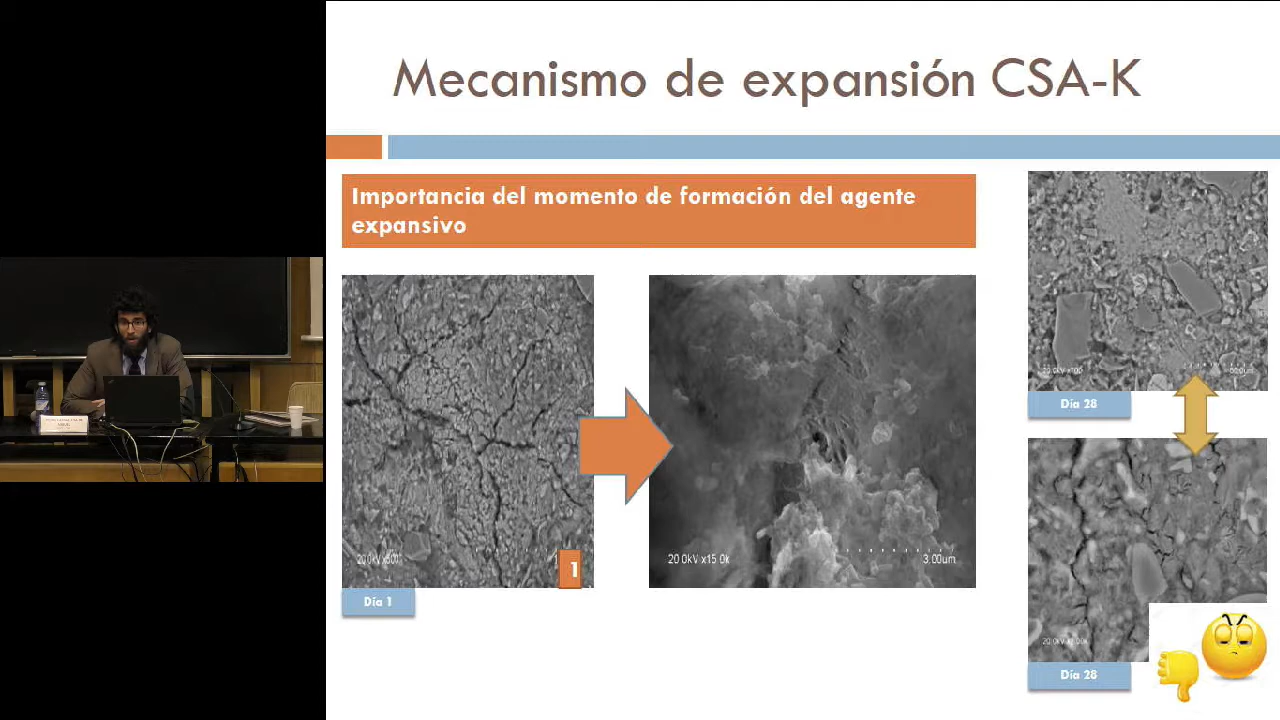 Mecanismo de expansión CSA-K
Importancia del momento de formación del agente
expansivo
20.0kV x500
1
Día 1
20.0kV x15.0k
3.00um
Día 28
Día 28